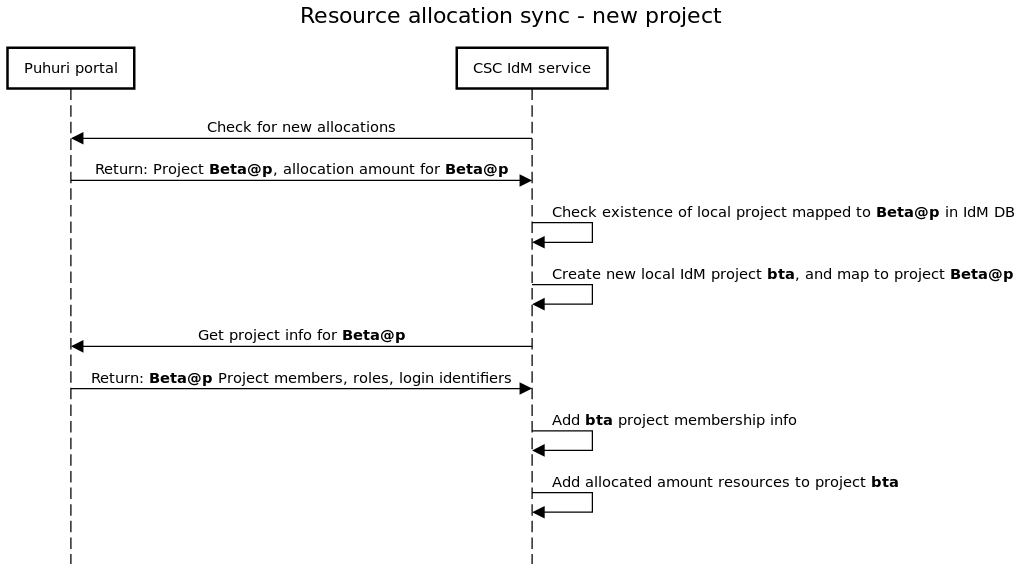 Resource allocation sync - new project
Puhuri portal
CSC IdM service
Check for new allocations
Return: Project Beta@p, allocation amount for Beta@p
Check existence of local project mapped to Beta@p in IdM DB
Create new local IdM project bta, and map to project Beta@p
Get project info for Beta@p
Return: Beta@p Project members, roles, login identifiers
Add bta project membership info
Add allocated amount resources to project bta